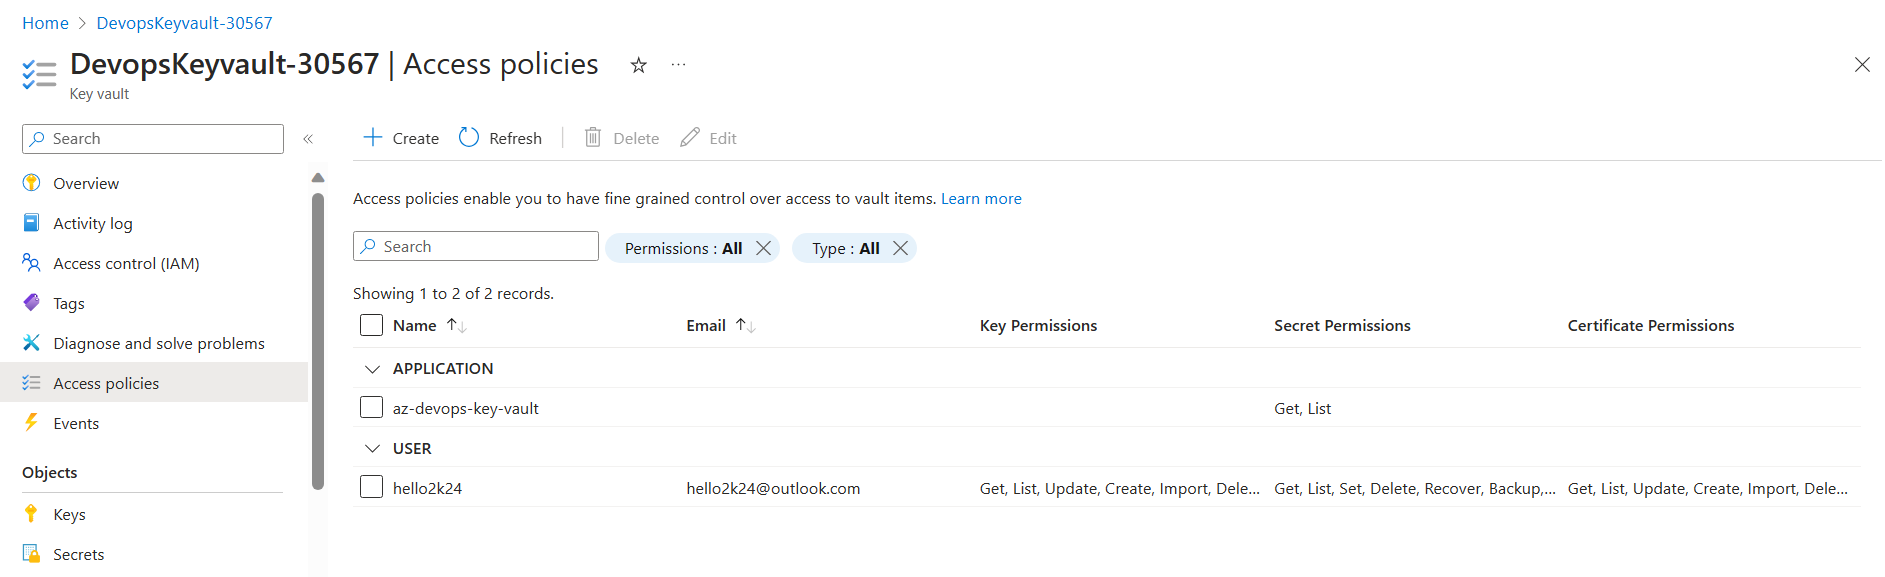 Home > DevopsKeyvault-30567
DevopsKeyvault-30567 | Access policies
Key vault
Search
Overview
Activity log
Access control (IAM)
Tags
Diagnose and solve problems
Access policies
Events
Objects
Keys
Secrets
Create Refresh Delete Edit
Access policies enable you to have fine grained control over access to vault items. Learn more
Search Permissions : All Type : All
Showing 1 to 2 of 2 records.
Name Email Key Permissions Secret Permissions Certificate Permissions
APPLICATION
az-devops-key-vault Get, List
USER
hello2k24 hello2k24@outlook.com Get, List, Update, Create, Import, Dele... Get, List, Set, Delete, Recover, Backup,... Get, List, Update, Create, Import, Dele...